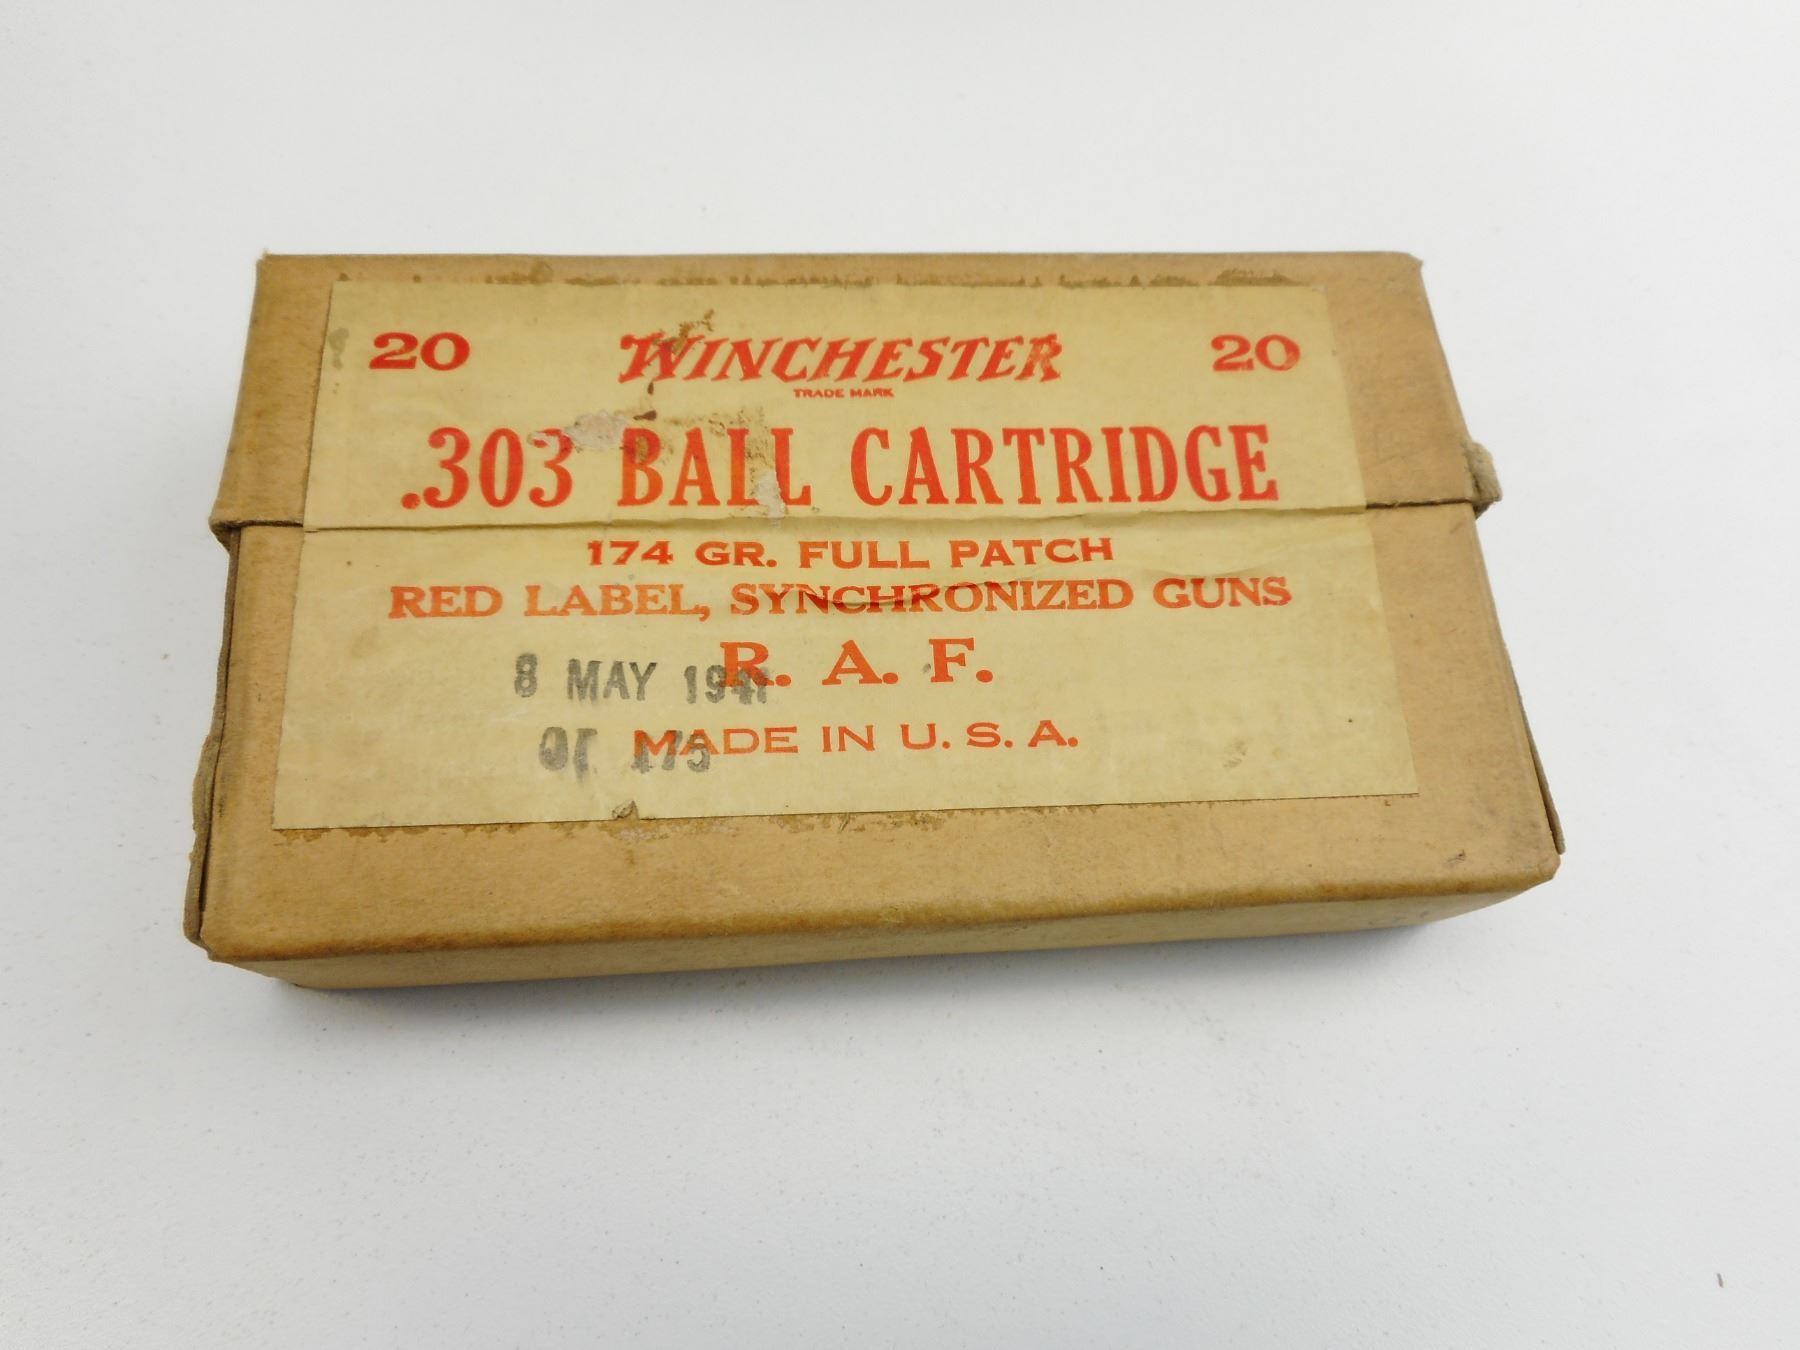 20 WINCHESTER 20
TRADE MARK
.303 BALL CARTRIDGE
174 GR. FULL PATCH
RED LABEL, SYNCHRONIZED GUNS
R. A. F.
8 MAY 1941
MADE IN U. S. A.
175